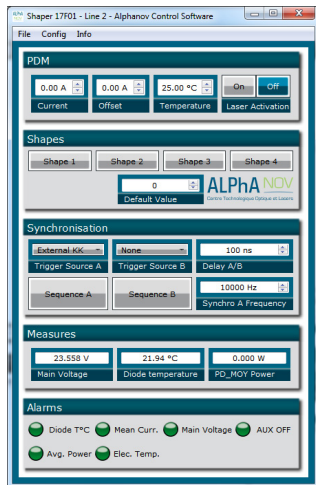 Shaper 17F01 - Line 2 - Alphanov Control Software
File Config Info
PDM
0.00 A 0.00 A 25.00 °C On Off
Current Offset Temperature Laser Activation
Shapes
Shape 1 Shape 2 Shape 3 Shape 4
0 ALPhANOV
Default Value Centre Technologique Optique et Lasers
Synchronisation
External KK None 100 ns
Trigger Source A Trigger Source B Delay A/B
Sequence A Sequence B 10000 Hz
Synchro A Frequency
Measures
23.558 V 21.94 °C 0.000 W
Main Voltage Diode temperature PD_MOY Power
Alarms
Diode T°C Mean Curr. Main Voltage AUX OFF
Avg. Power Elec. Temp.